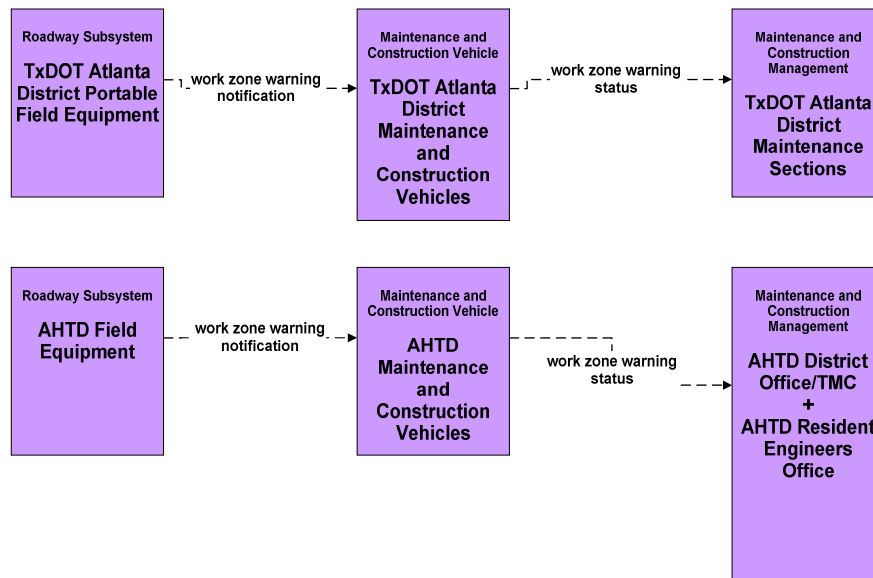 Roadway Subsystem
TxDOT Atlanta
District Portable
Field Equipment
work zone warning
notification
Maintenance and
Construction Vehicle
TxDOT Atlanta
District
Maintenance
and
Construction
Vehicles
work zone warning
status
Maintenance and
Construction
Management
TxDOT Atlanta
District
Maintenance
Sections
Roadway Subsystem
AHTD Field
Equipment
work zone warning
notification
Maintenance and
Construction Vehicle
AHTD
Maintenance
and
Construction
Vehicles
work zone warning
status
Maintenance and
Construction
Management
AHTD District
Office/TMC
+
AHTD Resident
Engineers
Office